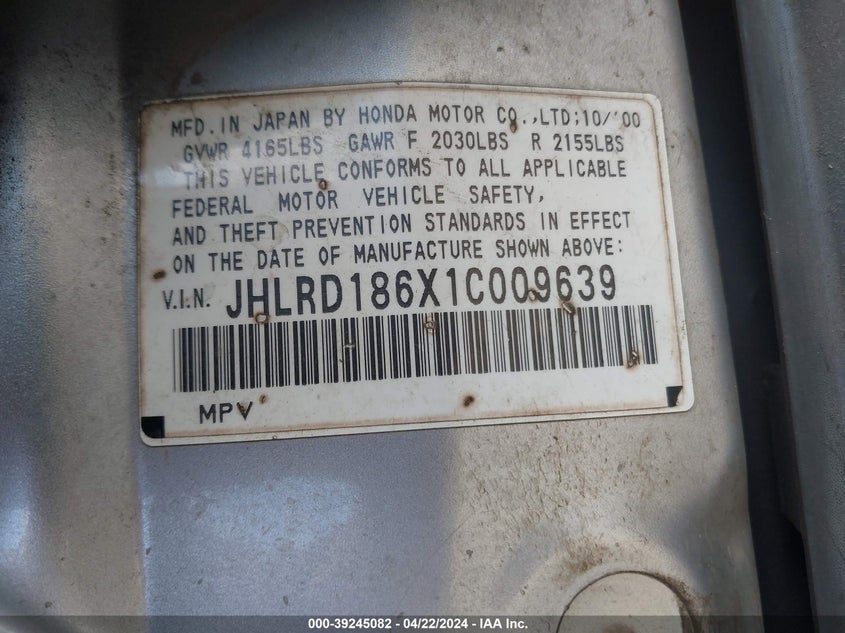 MFD. IN JAPAN BY HONDA MOTOR CO.,LTD;10/'00
GVWR 4165LBS GAWR F 2030LBS R 2155LBS
THIS VEHICLE CONFORMS TO ALL APPLICABLE
FEDERAL MOTOR VEHICLE SAFETY,
AND THEFT PREVENTION STANDARDS IN EFFECT
ON THE DATE OF MANUFACTURE SHOWN ABOVE:
V.I.N. JHLRD186X1C009639
MPV
000-39245082 - 04/22/2024 - IAA Inc.